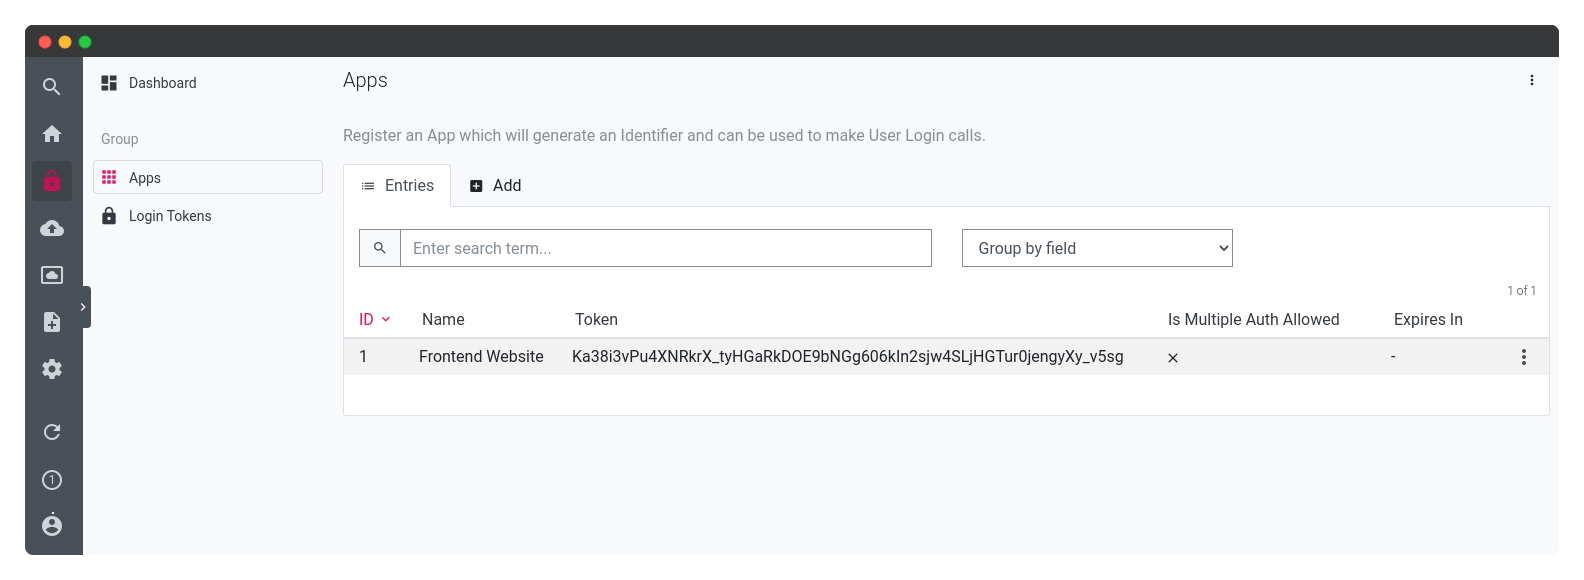 Dashboard
Group
Apps
Login Tokens
Apps
Register an App which will generate an Identifier and can be used to make User Login calls.
Entries
Add
Enter search term...
Group by field
1 of 1
ID Name Token Is Multiple Auth Allowed Expires In
1 Frontend Website Ka38i3vPu4XNRkrX_tyHGaRkDOE9bNGg606kIn2sjw4SLjHGTur0jengyXy_v5sg × -
1